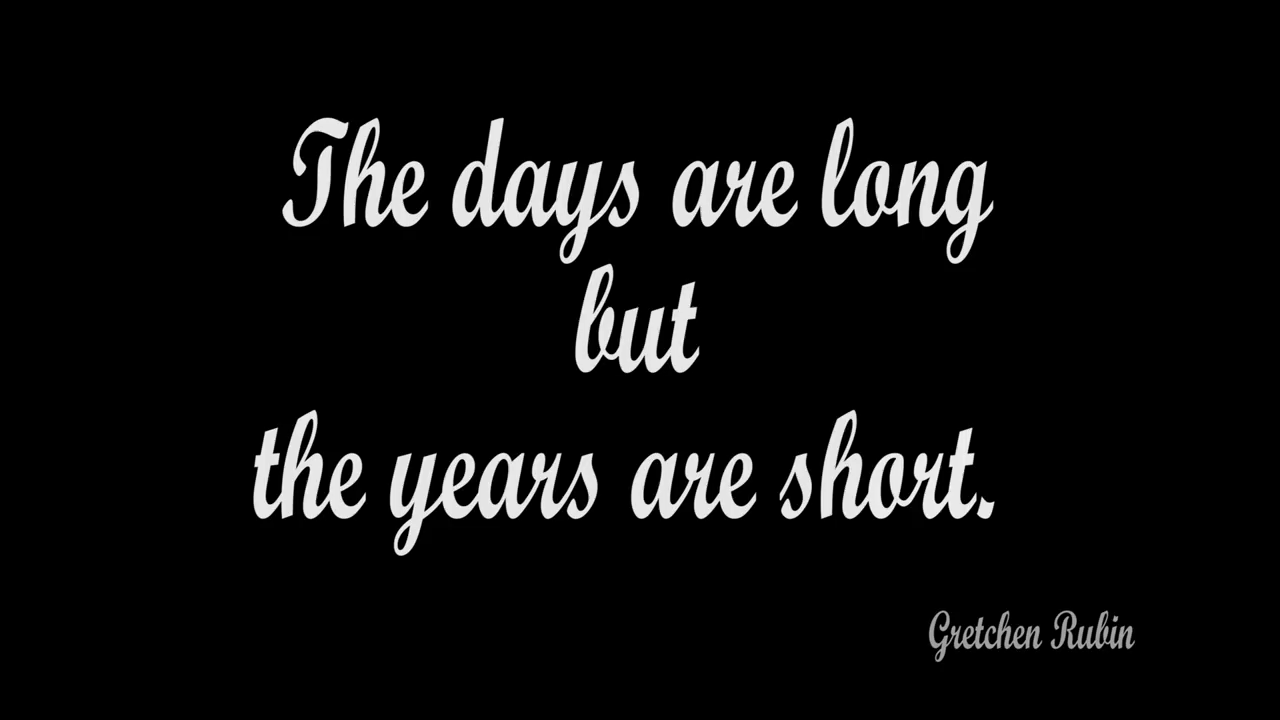 The days are long
but
the years are short.
Gretchen Rubin